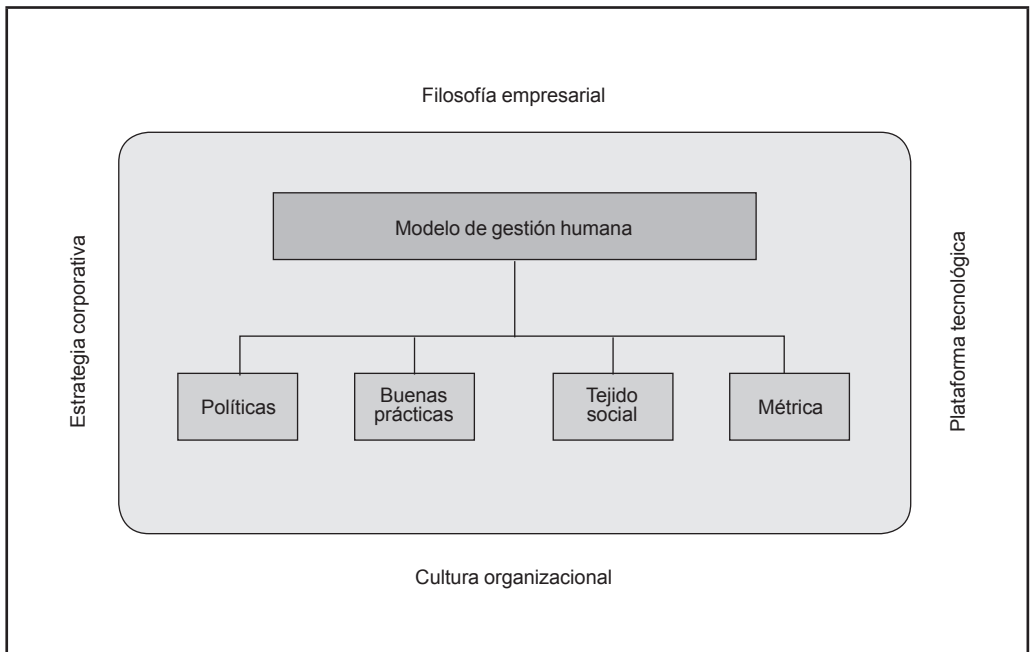 Filosofía empresarial
Estrategia corporativa
Modelo de gestión humana
Políticas
Buenas
prácticas
Tejido
social
Métrica
Plataforma tecnológica
Cultura organizacional